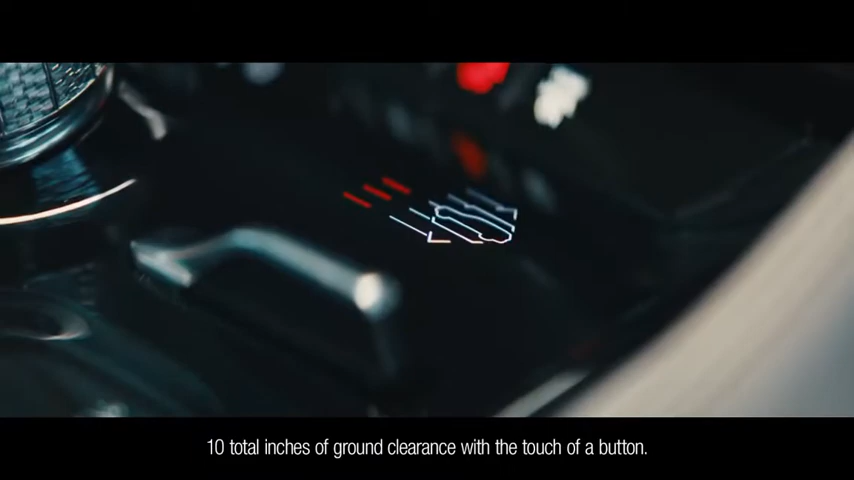 10 total inches of ground clearance with the touch of a button.